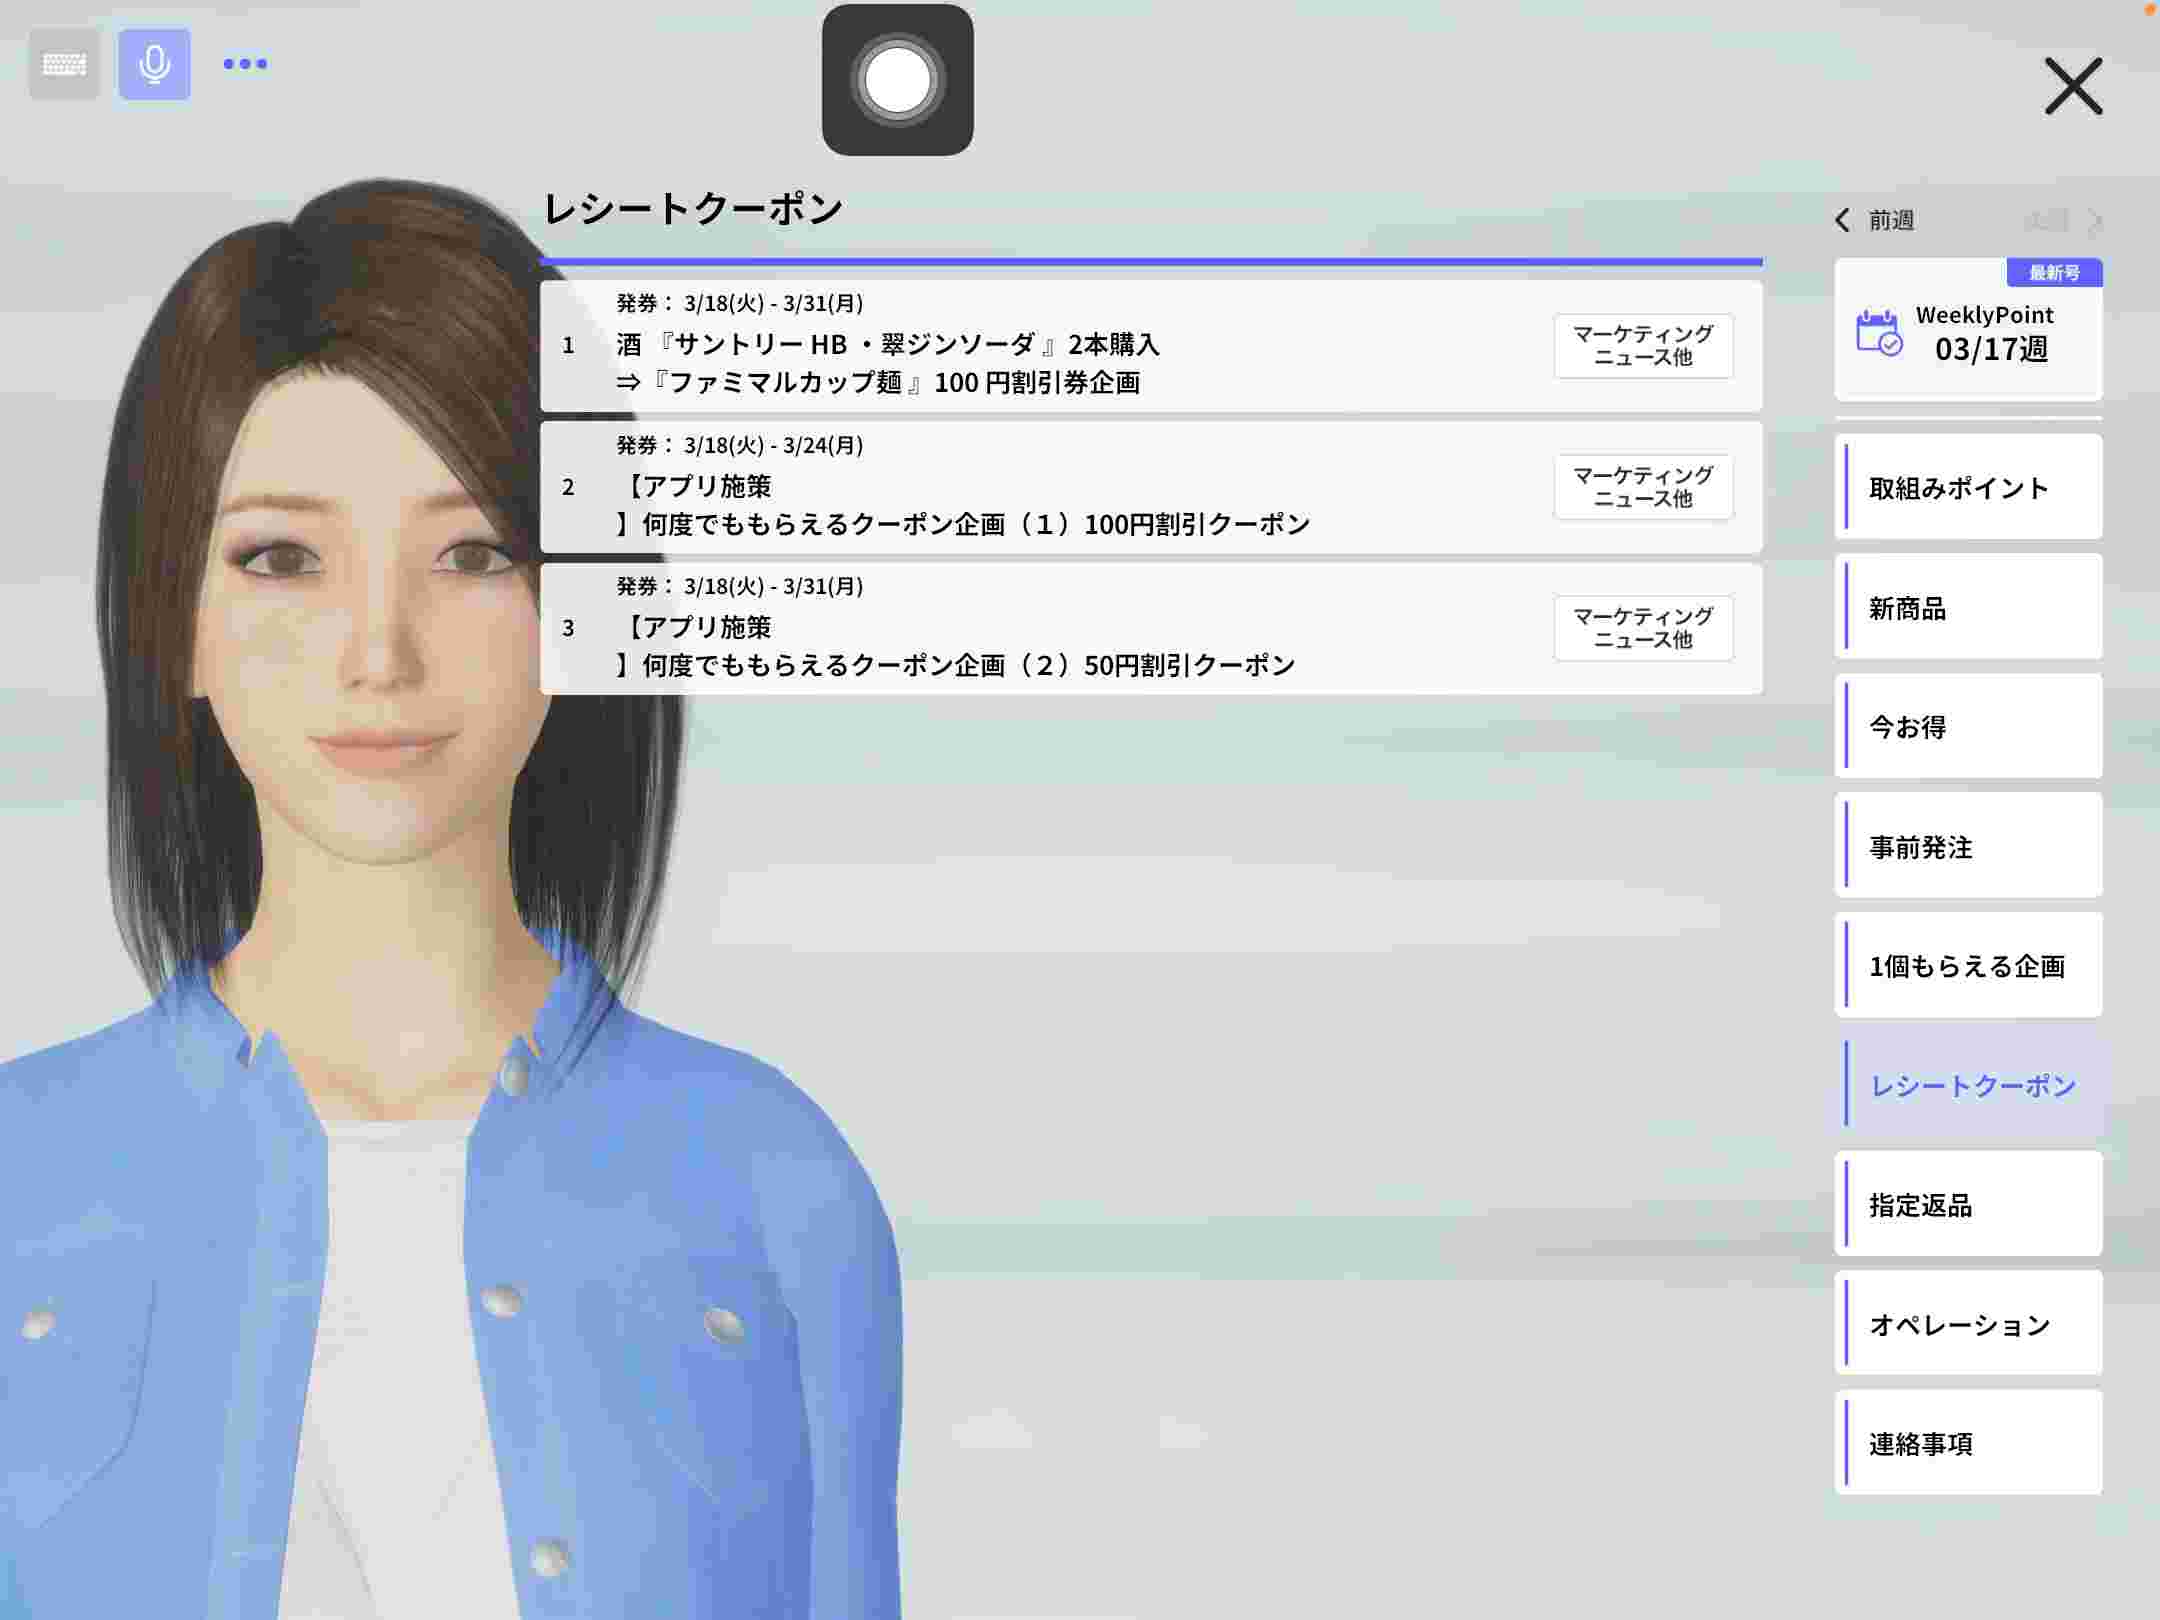 レシートクーポン
発券： 3/18(火) - 3/31(月)
1
酒 『サントリー HB ・翠ジンソーダ 』2本購入
⇒『ファミマルカップ麺 』100 円割引券企画
マーケティング
ニュース他
発券： 3/18(火) - 3/24(月)
2
【アプリ施策
】何度でももらえるクーポン企画（１）100円割引クーポン
マーケティング
ニュース他
発券： 3/18(火) - 3/31(月)
3
【アプリ施策
】何度でももらえるクーポン企画（２）50円割引クーポン
マーケティング
ニュース他
前週
最新号
WeeklyPoint
03/17週
取組みポイント
新商品
今お得
事前発注
1個もらえる企画
レシートクーポン
指定返品
オペレーション
連絡事項